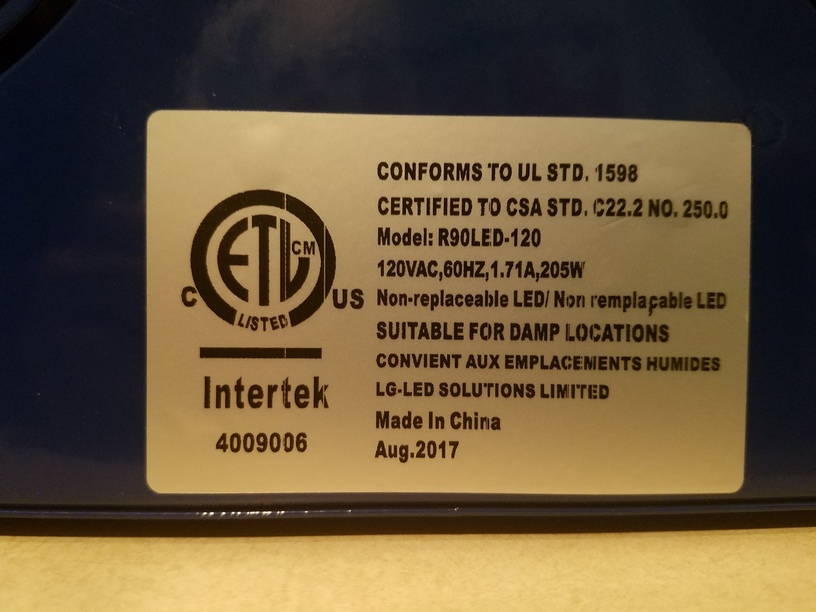 CONFORMS TO UL STD. 1598
CERTIFIED TO CSA STD. C22.2 NO. 250.0
Model: R90LED-120
120VAC,60HZ,1.71A,205W
Non-replaceable LED/ Non remplaçable LED
SUITABLE FOR DAMP LOCATIONS
CONVIENT AUX EMPLACEMENTS HUMIDES
LG-LED SOLUTIONS LIMITED
Made In China
Aug.2017
ETL CM
C US
LISTED
Intertek
4009006